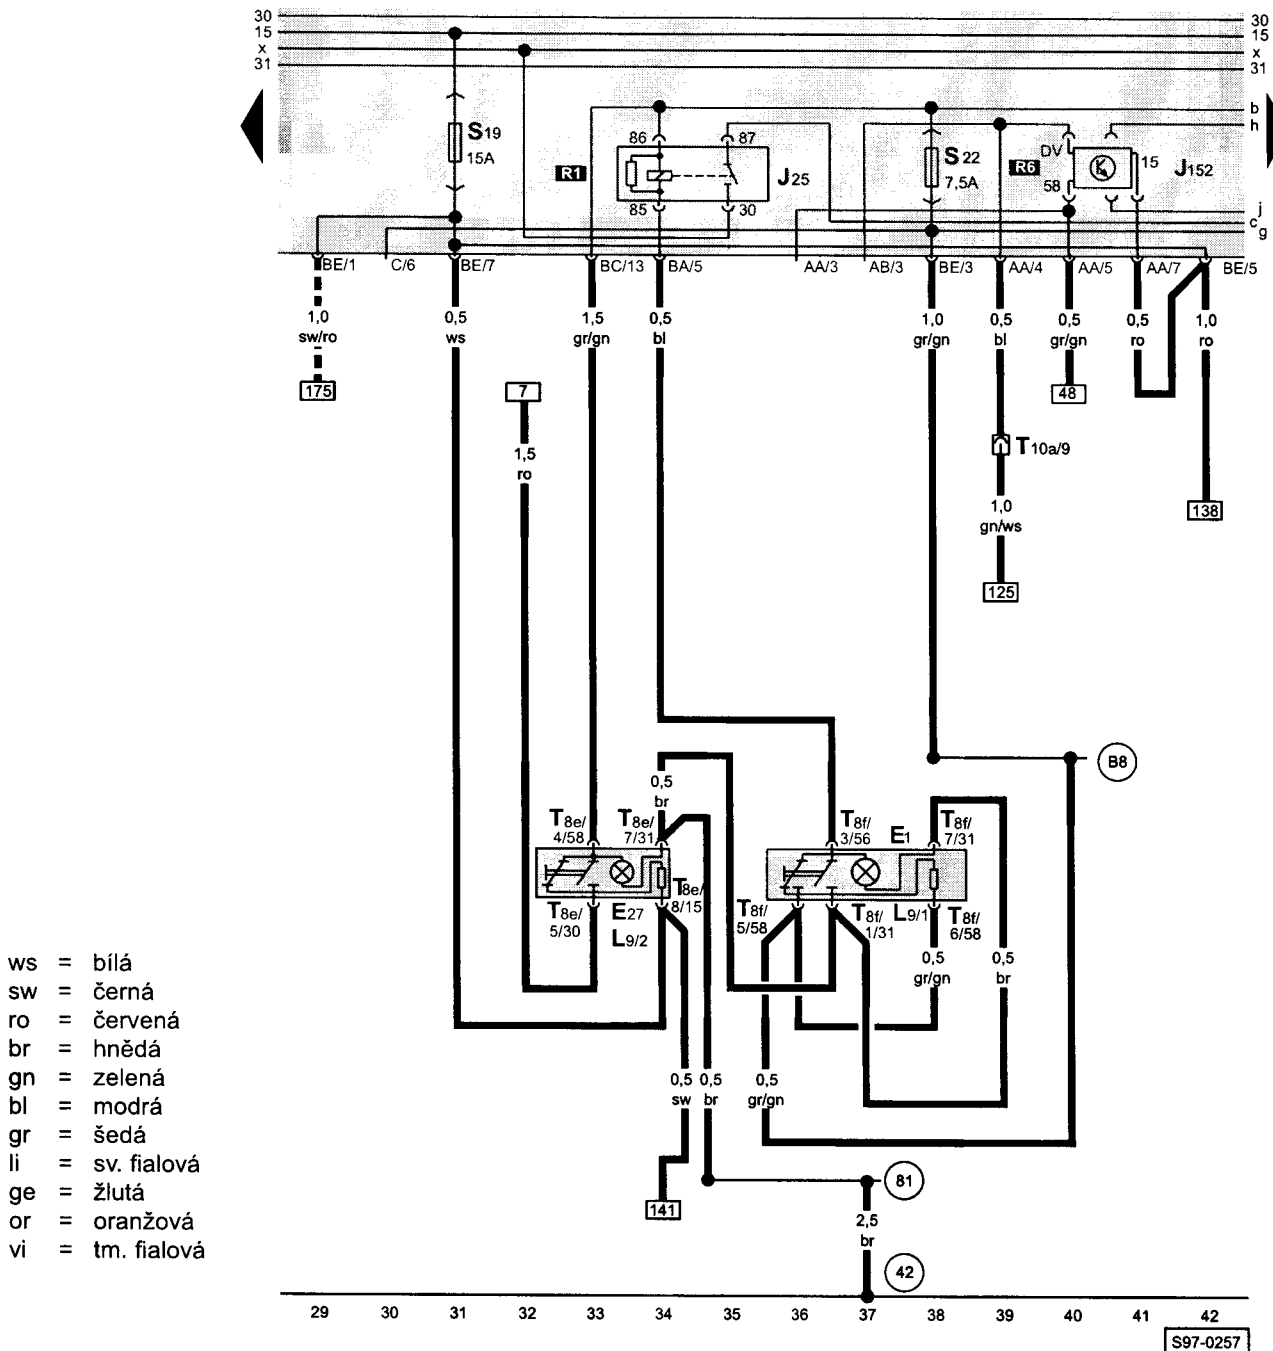 30 30
15 15
x x
31 31
b
h
86 87
S19
15A
R1
J25
S22
7,5A
DV
R6
15
58
J152
85 30
j
c
g
BE/1 C/6 BE/7 BC/13 BA/5 AA/3 AB/3 BE/3 AA/4 AA/5 AA/7 BE/5
1,0 0,5 1,5 0,5 1,0 0,5 0,5 0,5 1,0
sw/ro ws gr/gn bl gr/gn bl gr/gn ro ro
175 7 48
T10a/9
1,5
ro
1,0
gn/ws
138
125
B8
0,5
br
T8e/ T8e/ T8f/ E1 T8f/
4/58 7/31 3/56 7/31
T8e/ E27 T8e/ T8f/ T8f/ L9/1 T8f/
5/30 L9/2 8/15 5/58 1/31 6/58
0,5 0,5
gr/gn br
ws = bílá
sw = černá
ro = červená
br = hnědá
gn = zelená
bl = modrá
gr = šedá
li = sv. fialová
ge = žlutá
or = oranžová
vi = tm. fialová
0,5 0,5 0,5
sw br gr/gn
81
141
2,5
br
42
29 30 31 32 33 34 35 36 37 38 39 40 41 42
S97-0257